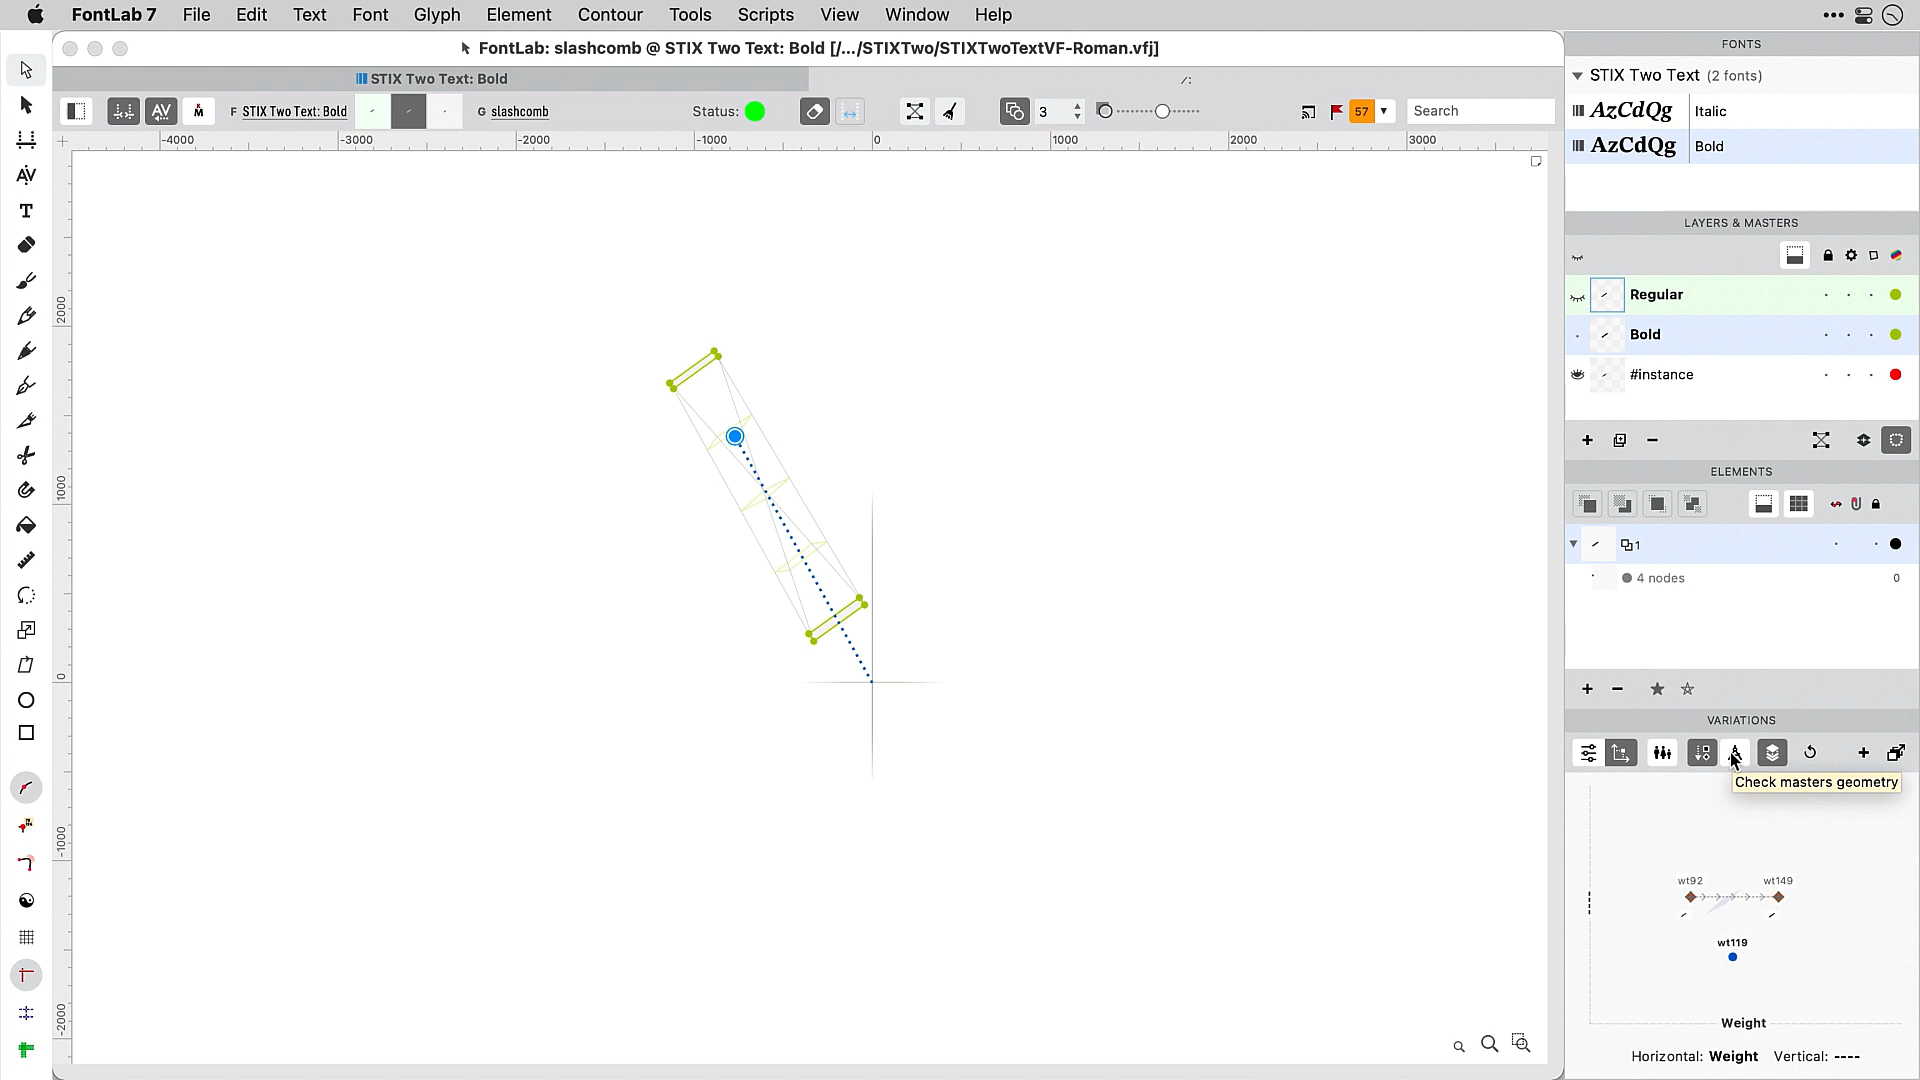 FontLab 7 File Edit Text Font Glyph Element Contour Tools Scripts View Window Help
FontLab: slashcomb @ STIX Two Text: Bold [/.../STIXTwo/STIXTwoTextVF-Roman.vfj]
STIX Two Text: Bold
/:
F STIX Two Text: Bold
G slashcomb
Status:
3
57
Search
-4000 -3000 -2000 -1000 0 1000 2000 3000
2000
1000
0
-1000
-2000
FONTS
STIX Two Text (2 fonts)
AzCdQg Italic
AzCdQg Bold
LAYERS & MASTERS
Regular
Bold
#instance
ELEMENTS
1
4 nodes 0
VARIATIONS
Check masters geometry
wt92 wt149
wt119
Weight
Horizontal: Weight Vertical: ----